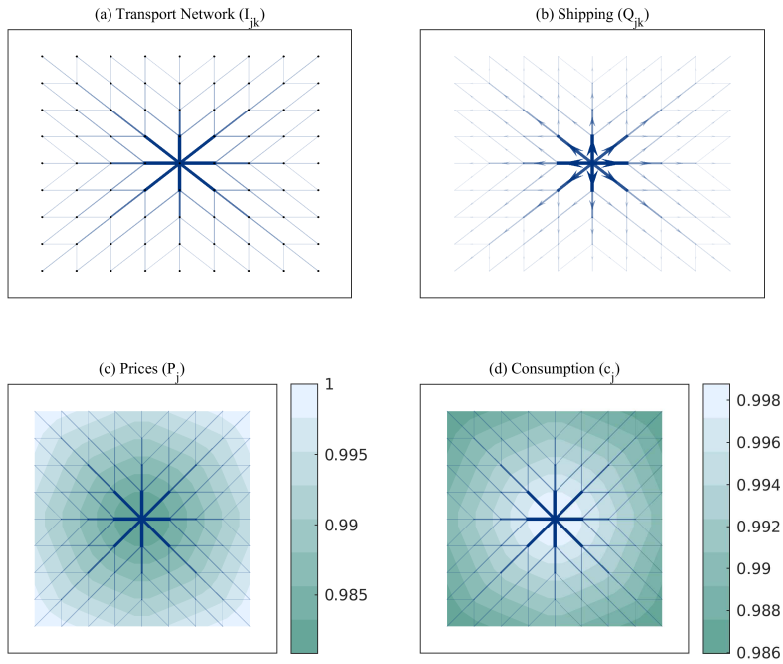 (a) Transport Network (I_jk)
(b) Shipping (Q_jk)
(c) Prices (P_j)
1
0.995
0.99
0.985
(d) Consumption (c_j)
0.998
0.996
0.994
0.992
0.99
0.988
0.986